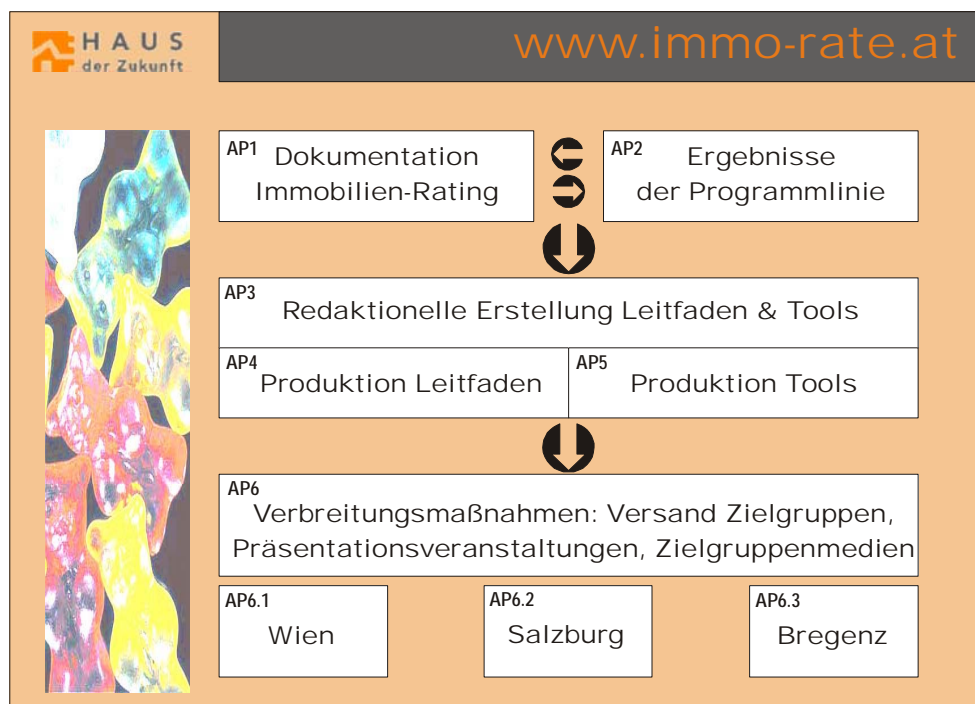 HAUS
der Zukunft
www.immo-rate.at
AP1
Dokumentation
Immobilien-Rating
AP2
Ergebnisse
der Programmlinie
AP3
Redaktionelle Erstellung Leitfaden & Tools
AP4
Produktion Leitfaden
AP5
Produktion Tools
AP6
Verbreitungsmaßnahmen: Versand Zielgruppen,
Präsentationsveranstaltungen, Zielgruppenmedien
AP6.1
Wien
AP6.2
Salzburg
AP6.3
Bregenz